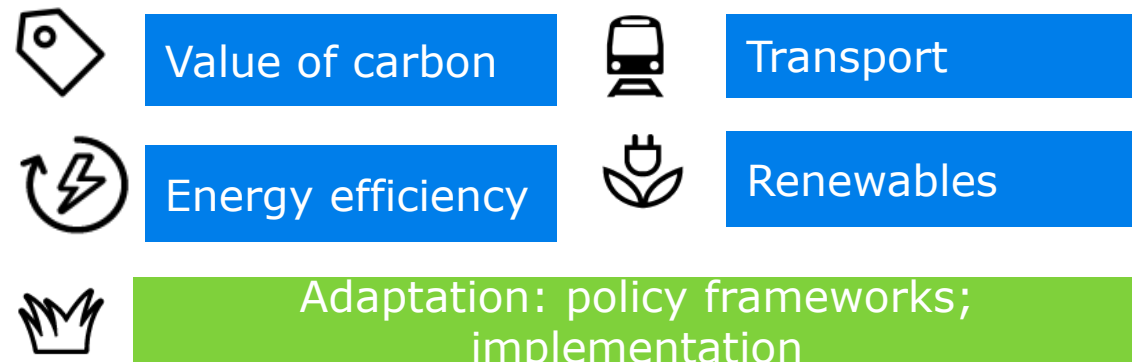 Value of carbon
Transport
Energy efficiency
Renewables
Adaptation: policy frameworks;
implementation